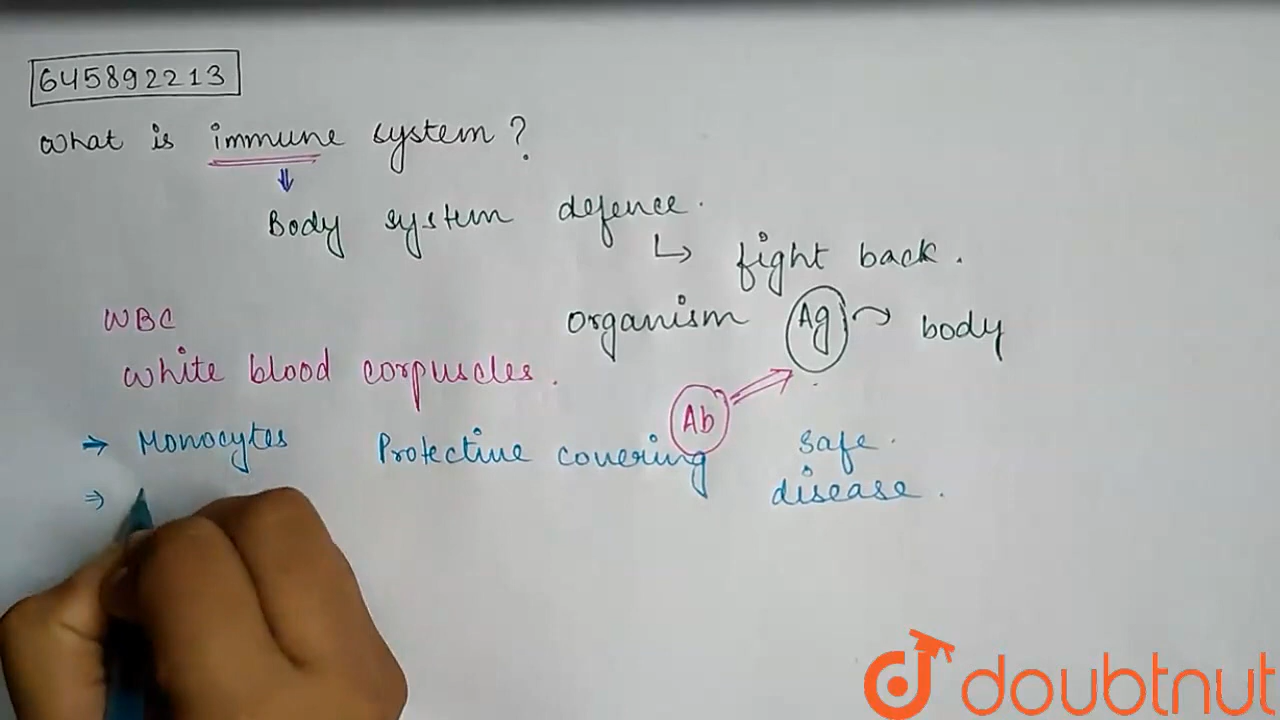 645892213
What is immune system?
Body system defence.
fight back.
WBC
organism Ag body
white blood corpuscles.
Ab
Monocytes Protective covering safe.
disease.
doubtnut